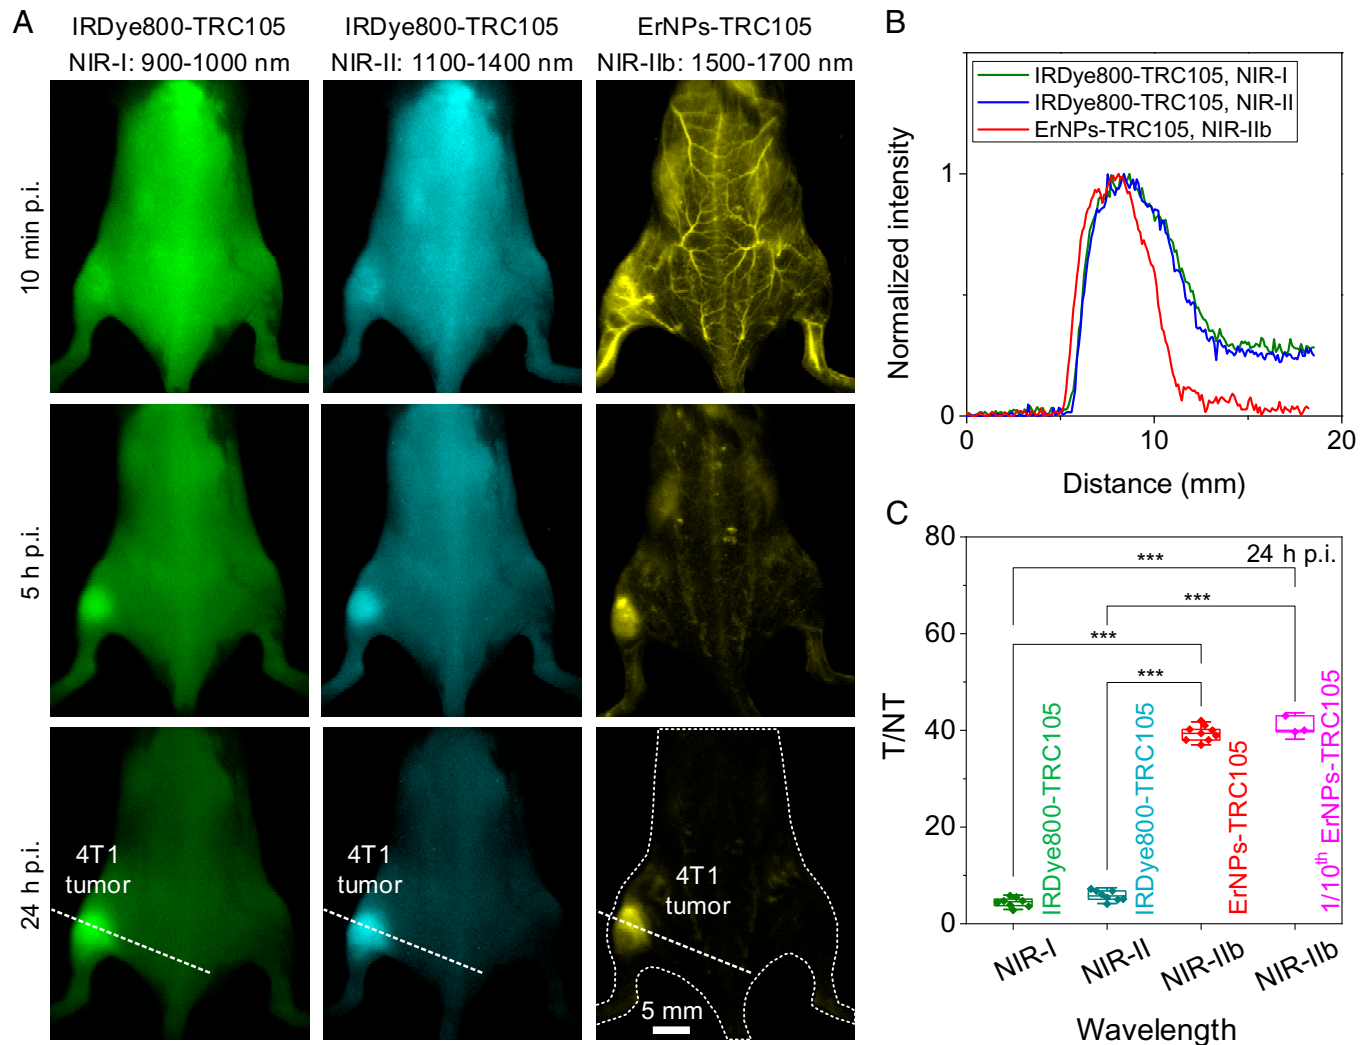 A
IRDye800-TRC105
NIR-I: 900-1000 nm
IRDye800-TRC105
NIR-II: 1100-1400 nm
ErNPs-TRC105
NIR-IIb: 1500-1700 nm
10 min p.i.
5 h p.i.
24 h p.i.
4T1
tumor
4T1
tumor
4T1
tumor
5 mm
B
IRDye800-TRC105, NIR-I
IRDye800-TRC105, NIR-II
ErNPs-TRC105, NIR-IIb
Normalized intensity
1
0
0
10
20
Distance (mm)
C
24 h p.i.
***
***
***
***
T/NT
80
60
40
20
0
IRDye800-TRC105
IRDye800-TRC105
ErNPs-TRC105
1/10th ErNPs-TRC105
NIR-I
NIR-II
NIR-IIb
NIR-IIb
Wavelength